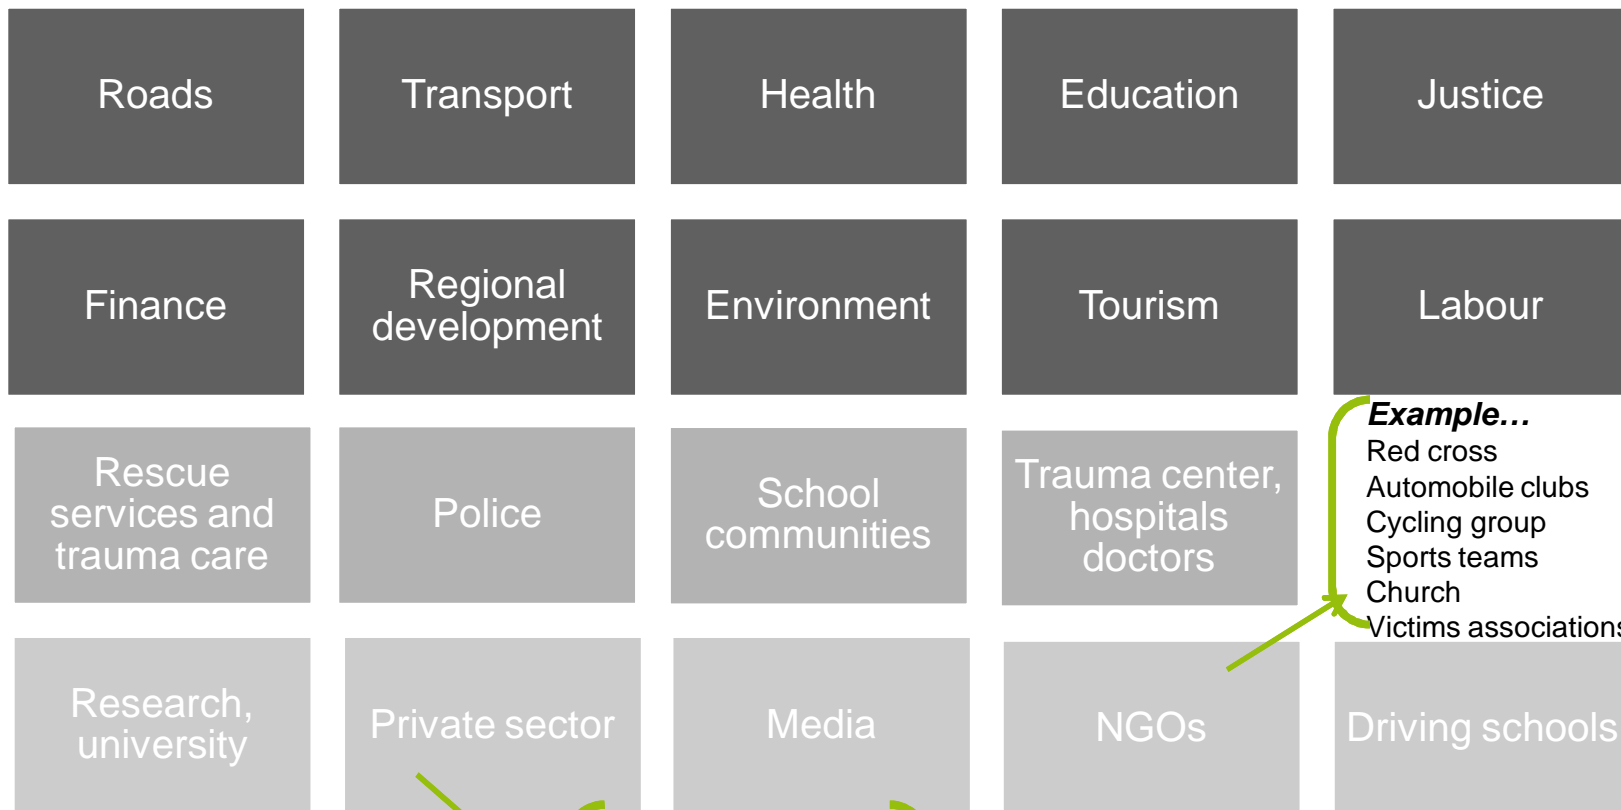 Roads
Transport
Health
Education
Justice
Finance
Regional
development
Environment
Tourism
Labour
Rescue
services and
trauma care
Police
School
communities
Trauma center,
hospitals
doctors
Example…
Red cross
Automobile clubs
Cycling group
Sports teams
Church
Victims associations
Research,
university
Private sector
Media
NGOs
Driving schools